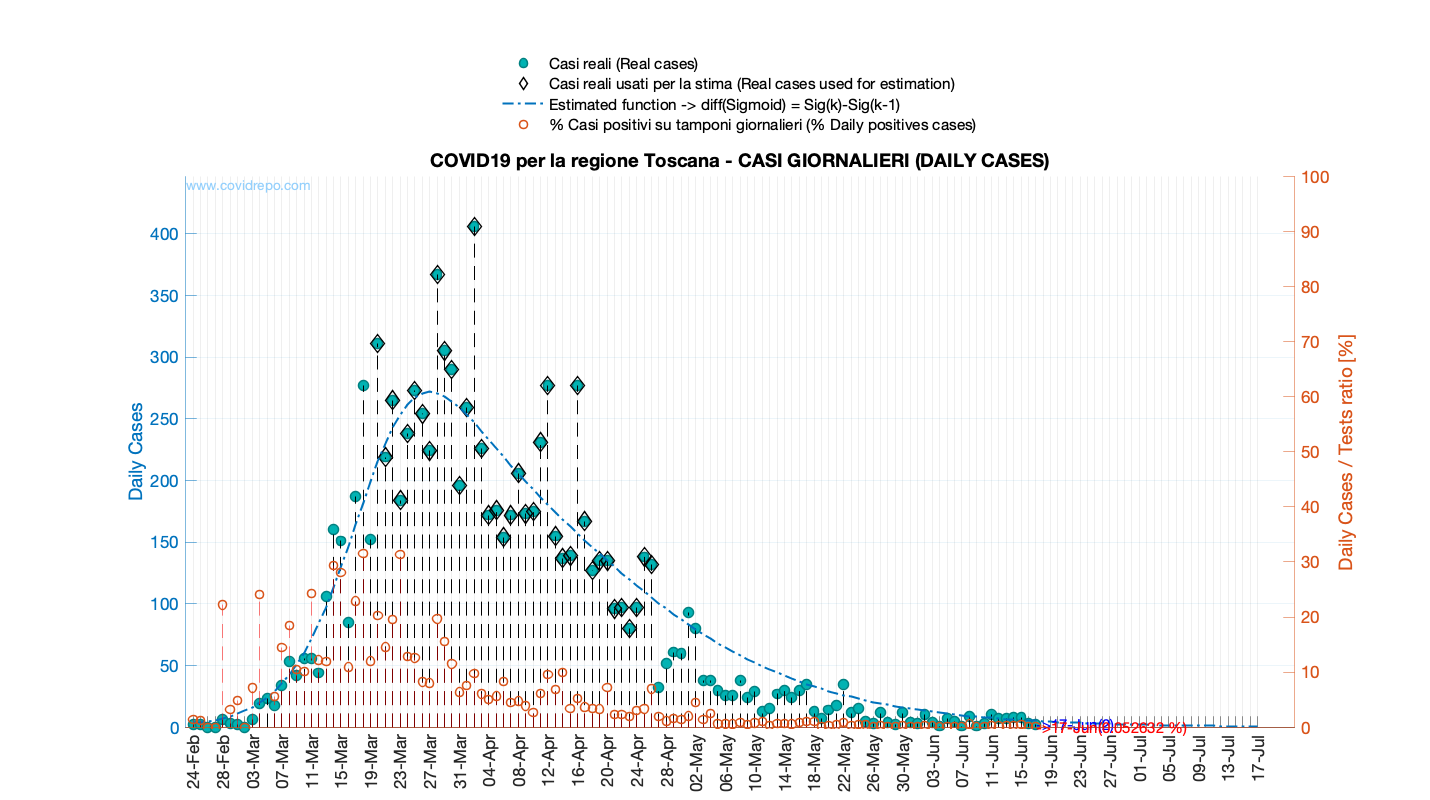 Casi reali (Real cases)
Casi reali usati per la stima (Real cases used for estimation)
Estimated function -> diff(Sigmoid) = Sig(k)-Sig(k-1)
% Casi positivi su tamponi giornalieri (% Daily positives cases)
COVID19 per la regione Toscana - CASI GIORNALIERI (DAILY CASES)
www.covidrepo.com
Daily Cases
400
350
300
250
200
150
100
50
0
100
90
80
70
60
50
40
30
20
10
0
Daily Cases / Tests ratio [%]
24-Feb
28-Feb
03-Mar
07-Mar
11-Mar
15-Mar
19-Mar
23-Mar
27-Mar
31-Mar
04-Apr
08-Apr
12-Apr
16-Apr
20-Apr
24-Apr
28-Apr
02-May
06-May
10-May
14-May
18-May
22-May
26-May
30-May
03-Jun
07-Jun
11-Jun
15-Jun
19-Jun
23-Jun
27-Jun
01-Jul
05-Jul
09-Jul
13-Jul
17-Jul